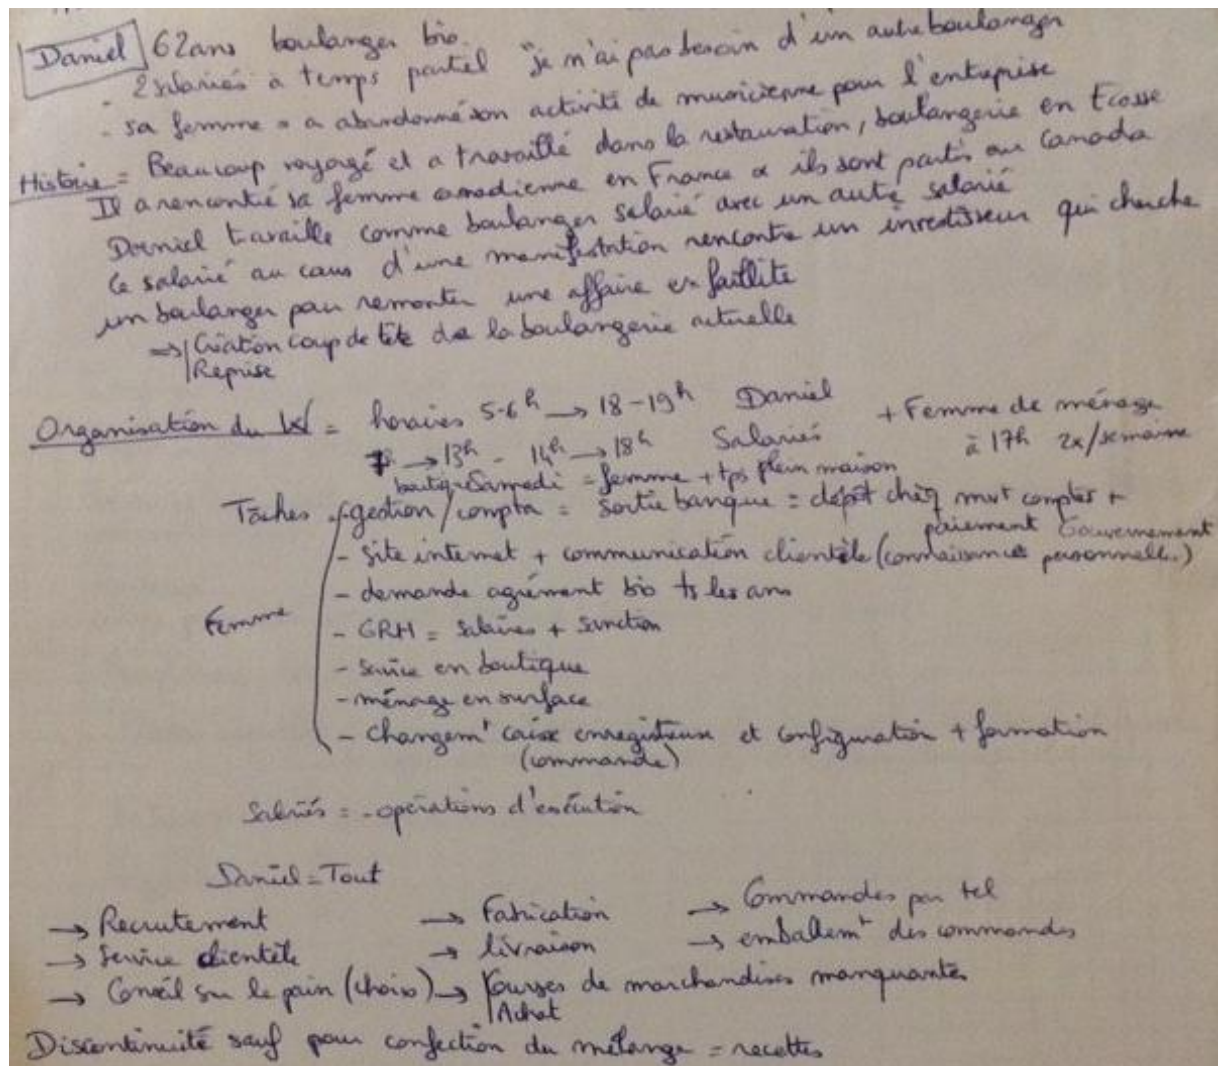 Daniel 62 ans boulanger bio
- 2 salariés à temps partiel "je n'ai pas besoin d'un autre boulanger
- sa femme = a abandonné son activité de musicienne pour l'entreprise
Histoire = Beaucoup voyagé et a travaillé dans la restauration, boulangerie en Ecosse
Il a rencontré sa femme canadienne en France & ils sont partis au Canada
Daniel travaille comme boulanger salarié avec un autre salarié
Ce salarié au cours d'une manifestation rencontre un investisseur qui cherche
un boulanger pour remonter une affaire en faillite
=> Création coup de tête de la boulangerie actuelle
Reprise
Organisation du W = horaires 5-6h → 18-19h Daniel + Femme de ménage
7h → 13h - 14h → 18h Salariés à 17h 2x/semaine
boutique Samedi = femme + tps plein maison
Tâches - gestion/compta = sortie banque = dépôt chèq mvt comptes +
paiement Gouvernement
- site internet + communication clientèle (connaissance personnelle..)
- demande agrément bio ts les ans
Femme - GRH = salaires + sanction
- service en boutique
- ménage en surface
- changemt caisse enregistreuse et configuration + formation
(commande)
Salariés = - opérations d'exécution
Daniel = Tout
→ Recrutement → Fabrication → Commandes par tel
→ Service clientèle → livraison → emballemt des commandes
→ Conseil sur le pain (choix) → Courses de marchandises manquantes
Achat
Discontinuité sauf pour confection du mélange = recettes